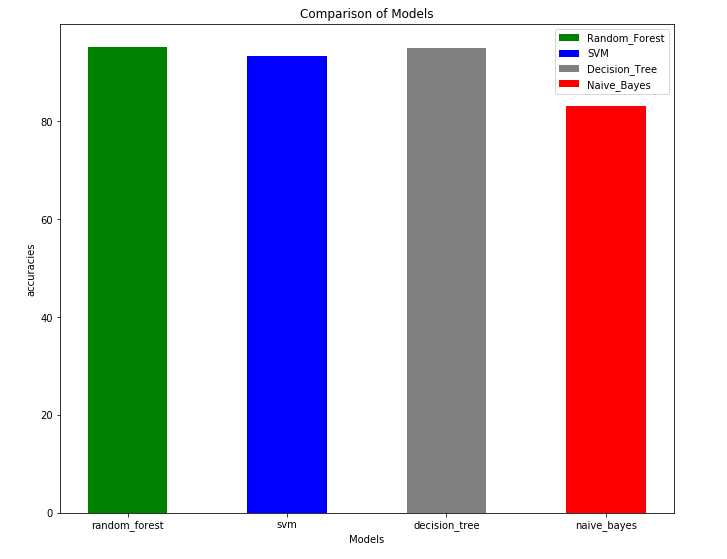 Comparison of Models
Random_Forest
SVM
Decision_Tree
Naive_Bayes
accuracies
80
60
40
20
0
random_forest svm decision_tree naive_bayes
Models